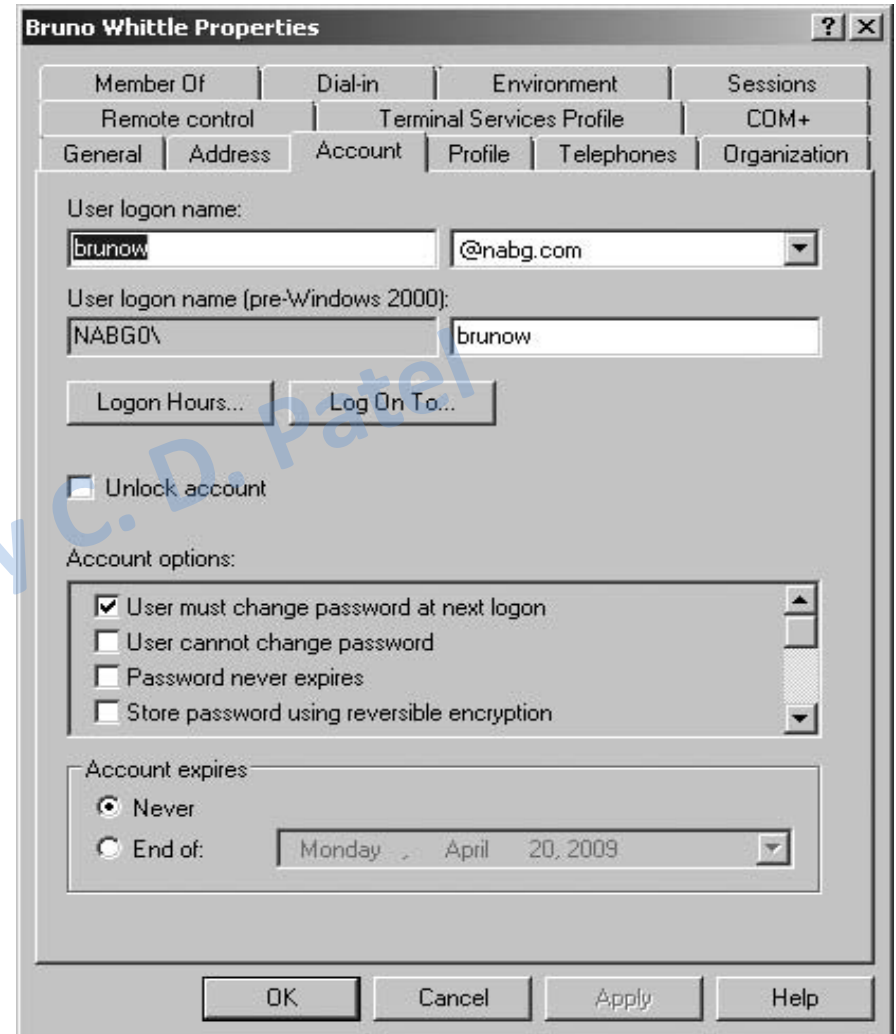 Bruno Whittle Properties
? X
Member Of Dial-in Environment Sessions
Remote control Terminal Services Profile COM+
General Address Account Profile Telephones Organization
User logon name:
brunow @nabg.com
User logon name (pre-Windows 2000):
NABG0\ brunow
Logon Hours... Log On To...
Unlock account
Account options:
User must change password at next logon
User cannot change password
Password never expires
Store password using reversible encryption
Account expires
Never
End of: Monday , April 20, 2009
OK Cancel Apply Help
y C. D. Patel